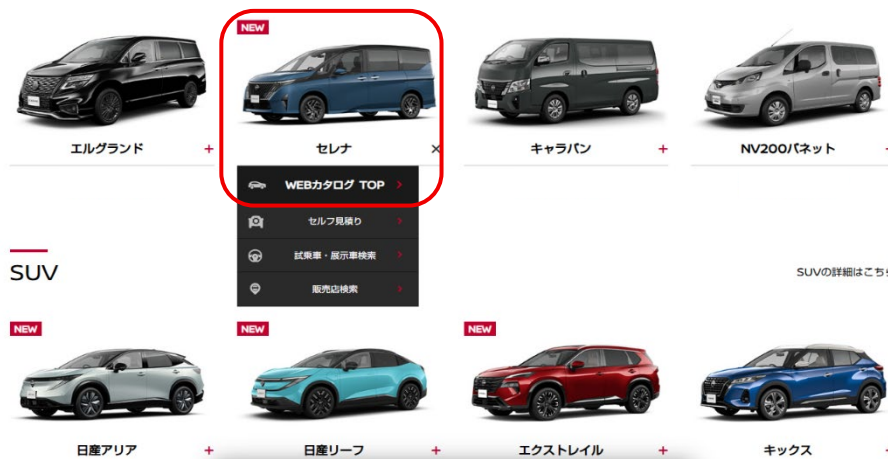 NEW
エルグランド +
セレナ ×
キャラバン +
NV200バネット +
WEBカタログ TOP >
セルフ見積り >
試乗車・展示車検索 >
販売店検索 >
SUV
SUVの詳細はこちら
NEW
NEW
NEW
日産アリア +
日産リーフ +
エクストレイル +
キックス +